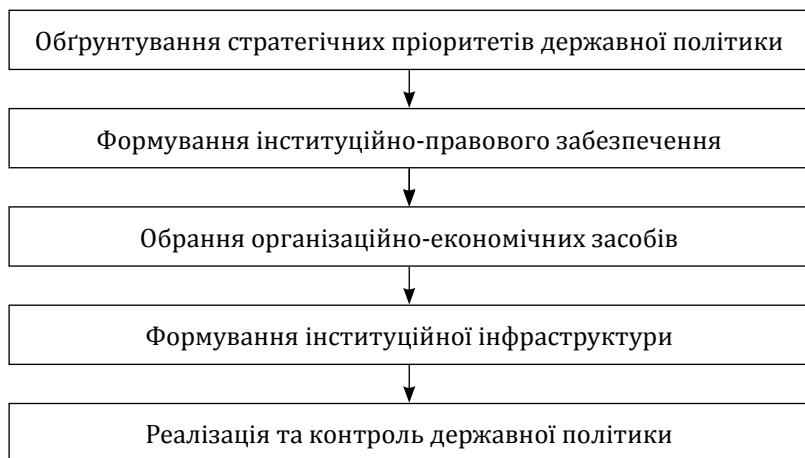 Обґрунтування стратегічних пріоритетів державної політики
Формування інституційно-правового забезпечення
Обрання організаційно-економічних засобів
Формування інституційної інфраструктури
Реалізація та контроль державної політики